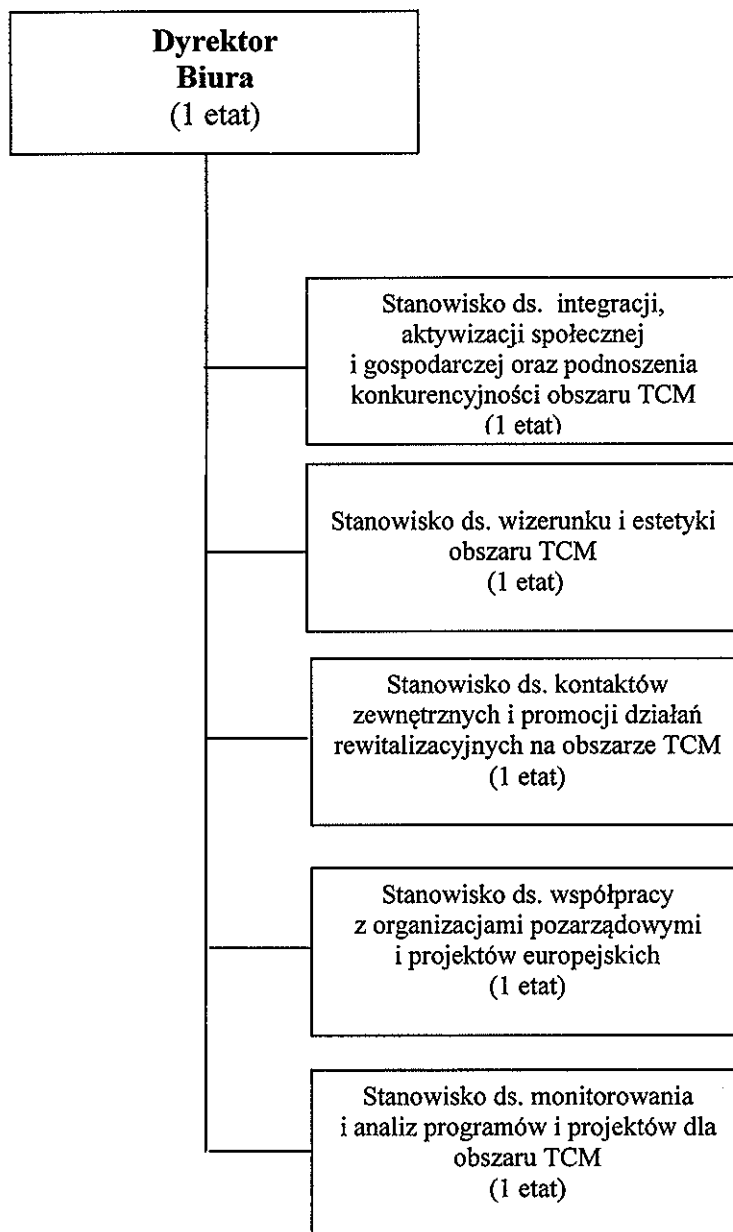 Dyrektor
Biura
(1 etat)
Stanowisko ds. integracji,
aktywizacji społecznej
i gospodarczej oraz podnoszenia
konkurencyjności obszaru TCM
(1 etat)
Stanowisko ds. wizerunku i estetyki
obszaru TCM
(1 etat)
Stanowisko ds. kontaktów
zewnętrznych i promocji działań
rewitalizacyjnych na obszarze TCM
(1 etat)
Stanowisko ds. współpracy
z organizacjami pozarządowymi
i projektów europejskich
(1 etat)
Stanowisko ds. monitorowania
i analiz programów i projektów dla
obszaru TCM
(1 etat)